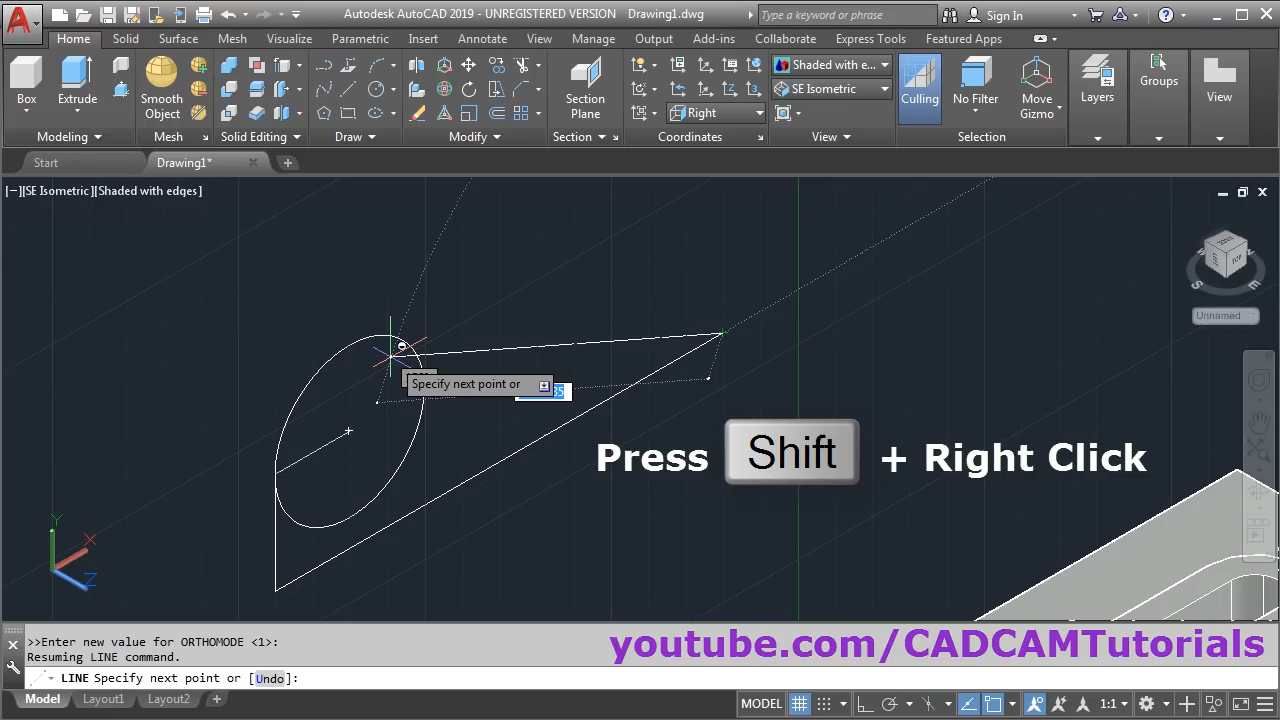 Autodesk AutoCAD 2019 - UNREGISTERED VERSION Drawing1.dwg
Type a keyword or phrase
Sign In
Home Solid Surface Mesh Visualize Parametric Insert Annotate View Manage Output Add-ins Collaborate Express Tools Featured Apps
Shaded with e...
SE Isometric
Right
Box
Extrude
Smooth
Object
Section
Plane
Culling
No Filter
Move
Gizmo
Layers
Groups
View
Modeling Mesh Solid Editing Draw Modify Section Coordinates View Selection
Start Drawing1*
[−][SE Isometric][Shaded with edges]
TOP
S
Unnamed
Specify next point or
Press Shift + Right Click
Y
X
Z
>>Enter new value for ORTHOMODE <1>:
Resuming LINE command.
LINE Specify next point or [Undo]:
youtube.com/CADCAMTutorials
Model Layout1 Layout2
MODEL
1:1